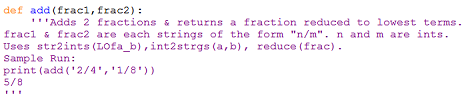 def add(frac1,frac2):
'''Adds 2 fractions & returns a fraction reduced to lowest terms.
frac1 & frac2 are each strings of the form "n/m". n and m are ints.
Uses str2ints(LOfa_b),int2strgs(a,b), reduce(frac).
Sample Run:
print(add('2/4','1/8'))
5/8
'''